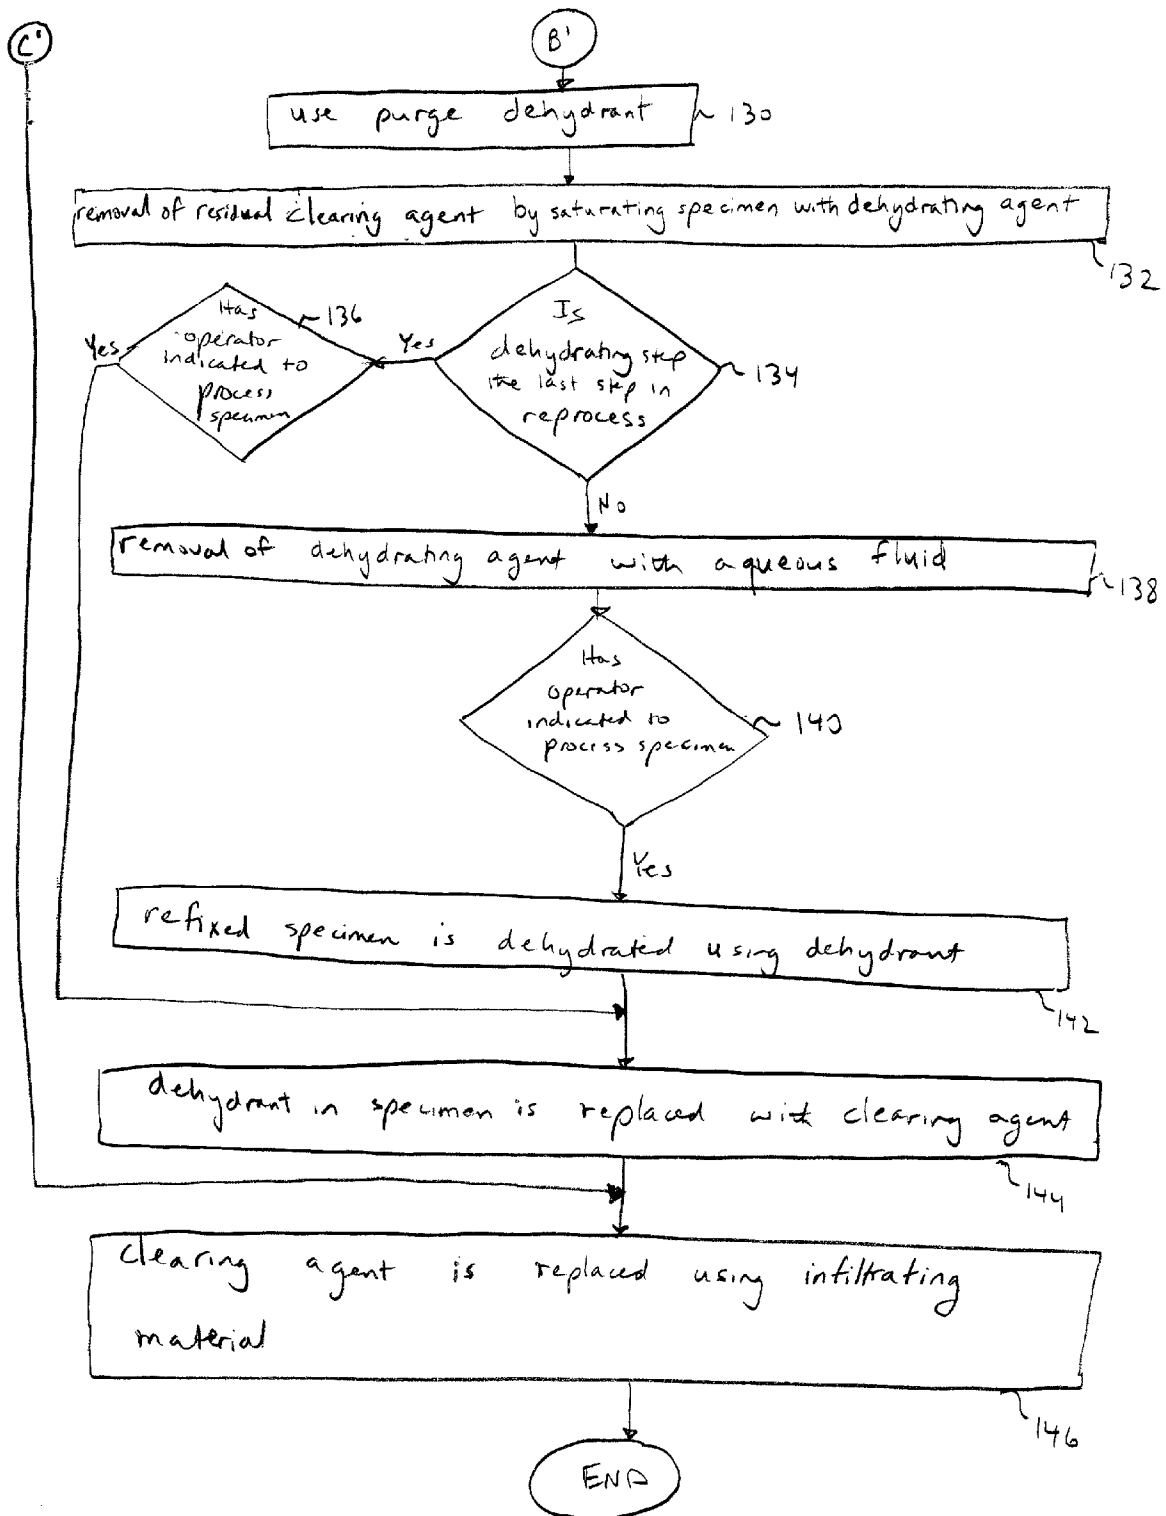 C'
B'
use purge dehydrant
130
removal of residual clearing agent by saturating specimen with dehydrating agent
132
Has
operator
indicated to
process
specimen
136
Yes
Yes
Is
dehydrating step
the last step in
reprocess
134
No
removal of dehydrating agent with aqueous fluid
138
Has
operator
indicated to
process specimen
140
Yes
refixed specimen is dehydrated using dehydrant
142
dehydrant in specimen is replaced with clearing agent
144
clearing agent is replaced using infiltrating
material
146
END